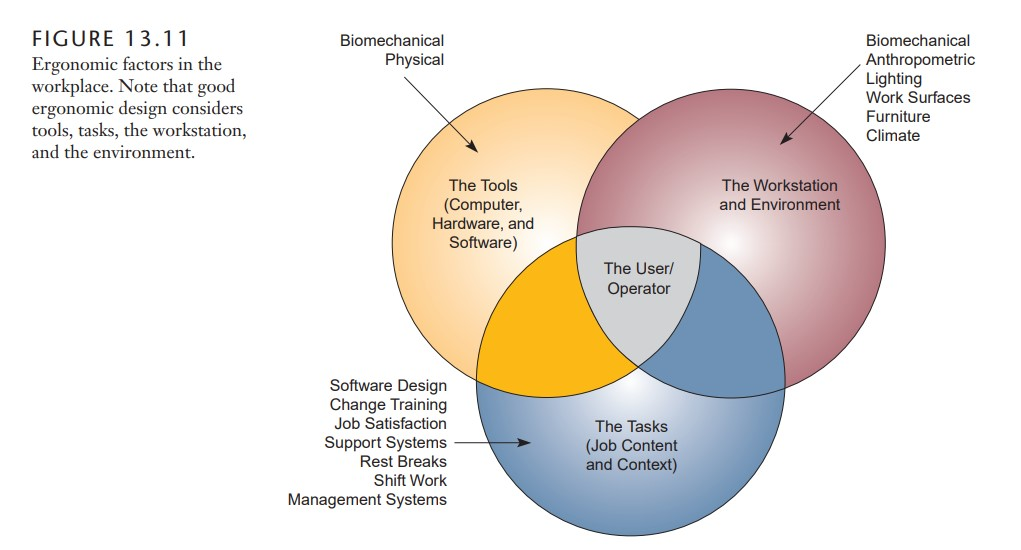 FIGURE 13.11
Ergonomic factors in the
workplace. Note that good
ergonomic design considers
tools, tasks, the workstation,
and the environment.
Biomechanical
Physical
Biomechanical
Anthropometric
Lighting
Work Surfaces
Furniture
Climate
The Tools
(Computer,
Hardware, and
Software)
The Workstation
and Environment
The User/
Operator
Software Design
Change Training
Job Satisfaction
Support Systems
Rest Breaks
Shift Work
Management Systems
The Tasks
(Job Content
and Context)